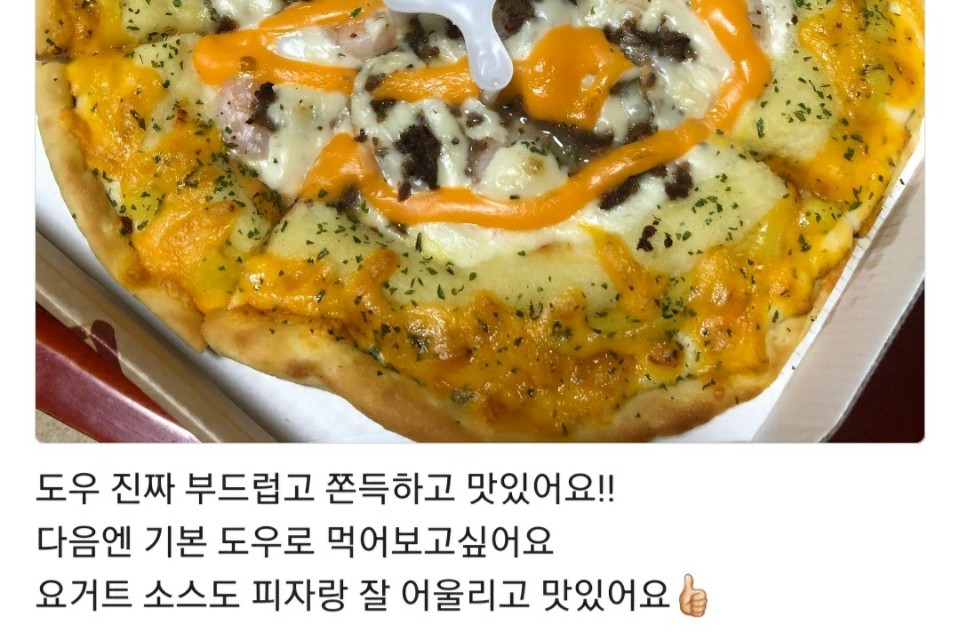 도우 진짜 부드럽고 쫀득하고 맛있어요!!
다음엔 기본 도우로 먹어보고싶어요
요거트 소스도 피자랑 잘 어울리고 맛있어요👍🏻